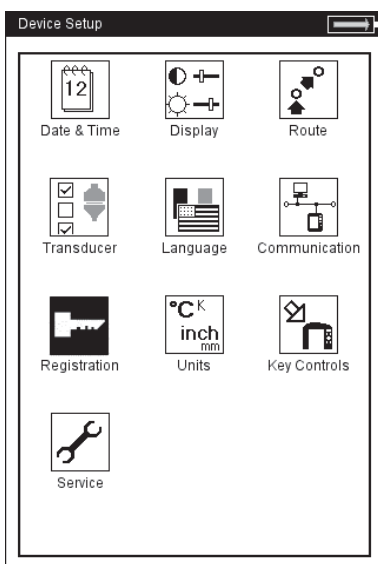 Device Setup
12
Date & Time
Display
Route
Transducer
Language
Communication
°C K
inch
mm
Registration
Units
Key Controls
Service